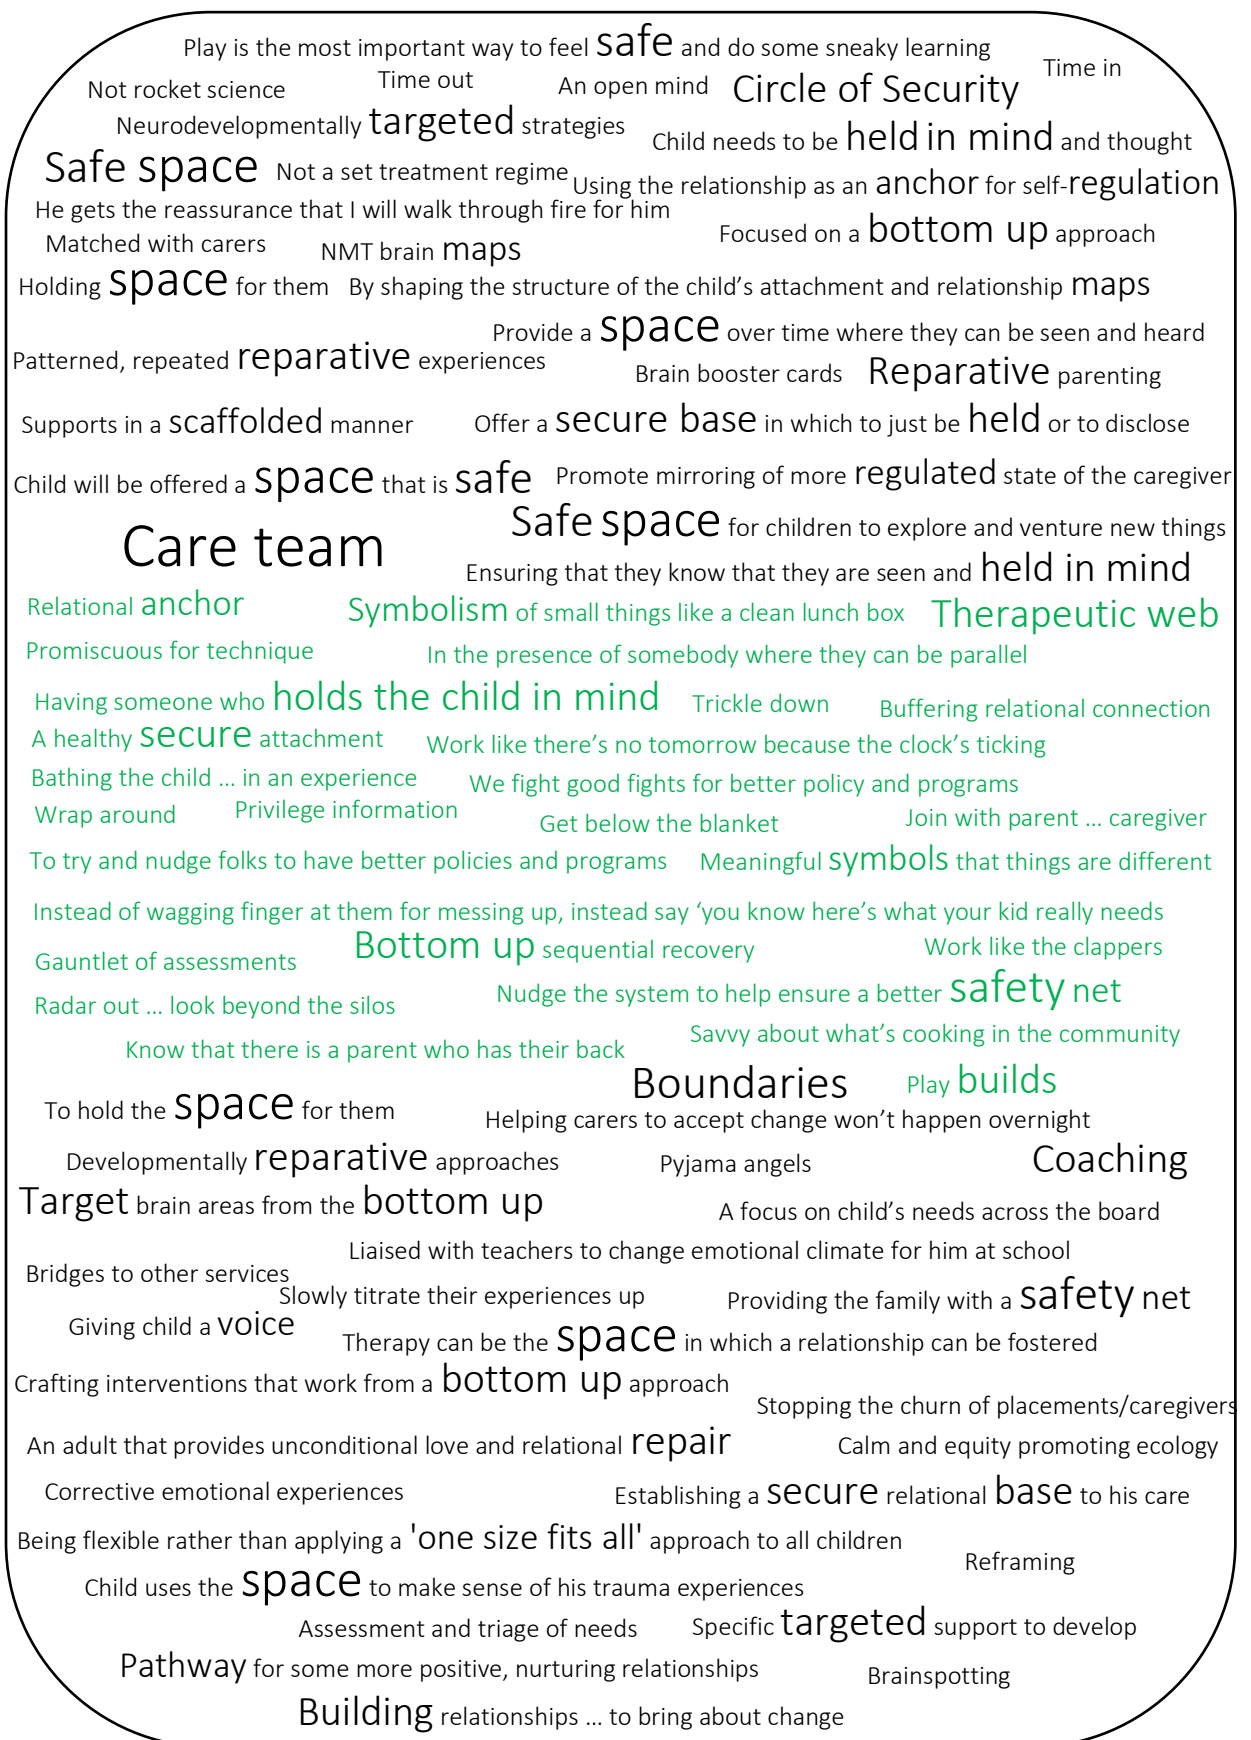 Play is the most important way to feel safe and do some sneaky learning
Time in
Not rocket science
Time out
An open mind
Circle of Security
Neurodevelopmentally targeted strategies
Child needs to be held in mind and thought
Safe space
Not a set treatment regime
Using the relationship as an anchor for self-regulation
He gets the reassurance that I will walk through fire for him
Matched with carers
NMT brain maps
Focused on a bottom up approach
Holding space for them
By shaping the structure of the child’s attachment and relationship maps
Provide a space over time where they can be seen and heard
Patterned, repeated reparative experiences
Brain booster cards
Reparative parenting
Supports in a scaffolded manner
Offer a secure base in which to just be held or to disclose
Child will be offered a space that is safe
Promote mirroring of more regulated state of the caregiver
Care team
Safe space for children to explore and venture new things
Ensuring that they know that they are seen and held in mind
Relational anchor
Symbolism of small things like a clean lunch box
Therapeutic web
Promiscuous for technique
In the presence of somebody where they can be parallel
Having someone who holds the child in mind
Trickle down
Buffering relational connection
A healthy secure attachment
Work like there’s no tomorrow because the clock’s ticking
Bathing the child … in an experience
We fight good fights for better policy and programs
Wrap around
Privilege information
Get below the blanket
Join with parent … caregiver
To try and nudge folks to have better policies and programs
Meaningful symbols that things are different
Instead of wagging finger at them for messing up, instead say ‘you know here’s what your kid really needs
Gauntlet of assessments
Bottom up sequential recovery
Work like the clappers
Radar out … look beyond the silos
Nudge the system to help ensure a better safety net
Savvy about what’s cooking in the community
Know that there is a parent who has their back
Boundaries
Play builds
To hold the space for them
Helping carers to accept change won’t happen overnight
Developmentally reparative approaches
Pyjama angels
Coaching
Target brain areas from the bottom up
A focus on child’s needs across the board
Liaised with teachers to change emotional climate for him at school
Bridges to other services
Slowly titrate their experiences up
Providing the family with a safety net
Giving child a voice
Therapy can be the space in which a relationship can be fostered
Crafting interventions that work from a bottom up approach
Stopping the churn of placements/caregivers
An adult that provides unconditional love and relational repair
Calm and equity promoting ecology
Corrective emotional experiences
Establishing a secure relational base to his care
Being flexible rather than applying a 'one size fits all' approach to all children
Reframing
Child uses the space to make sense of his trauma experiences
Assessment and triage of needs
Specific targeted support to develop
Pathway for some more positive, nurturing relationships
Brainspotting
Building relationships … to bring about change